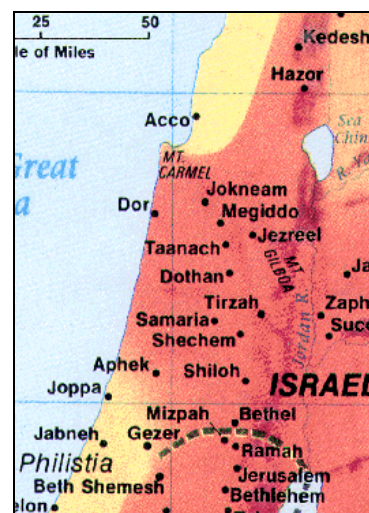 25
50
le of Miles
Kedesh
Hazor
Acco
Sea
Chin
MT.
CARMEL
R. Ya
Great
a
Jokneam
Dor
Megiddo
Jezreel
Taanach
MT.
GILBOA
Dothan
Ja
Tirzah
Zaph
Samaria
Succ
Shechem
Jordan R.
Aphek
Shiloh
ISRAEL
Joppa
Mizpah
Bethel
Jabneh
Gezer
Ramah
Philistia
Jerusalem
Beth Shemesh
Bethlehem
elon